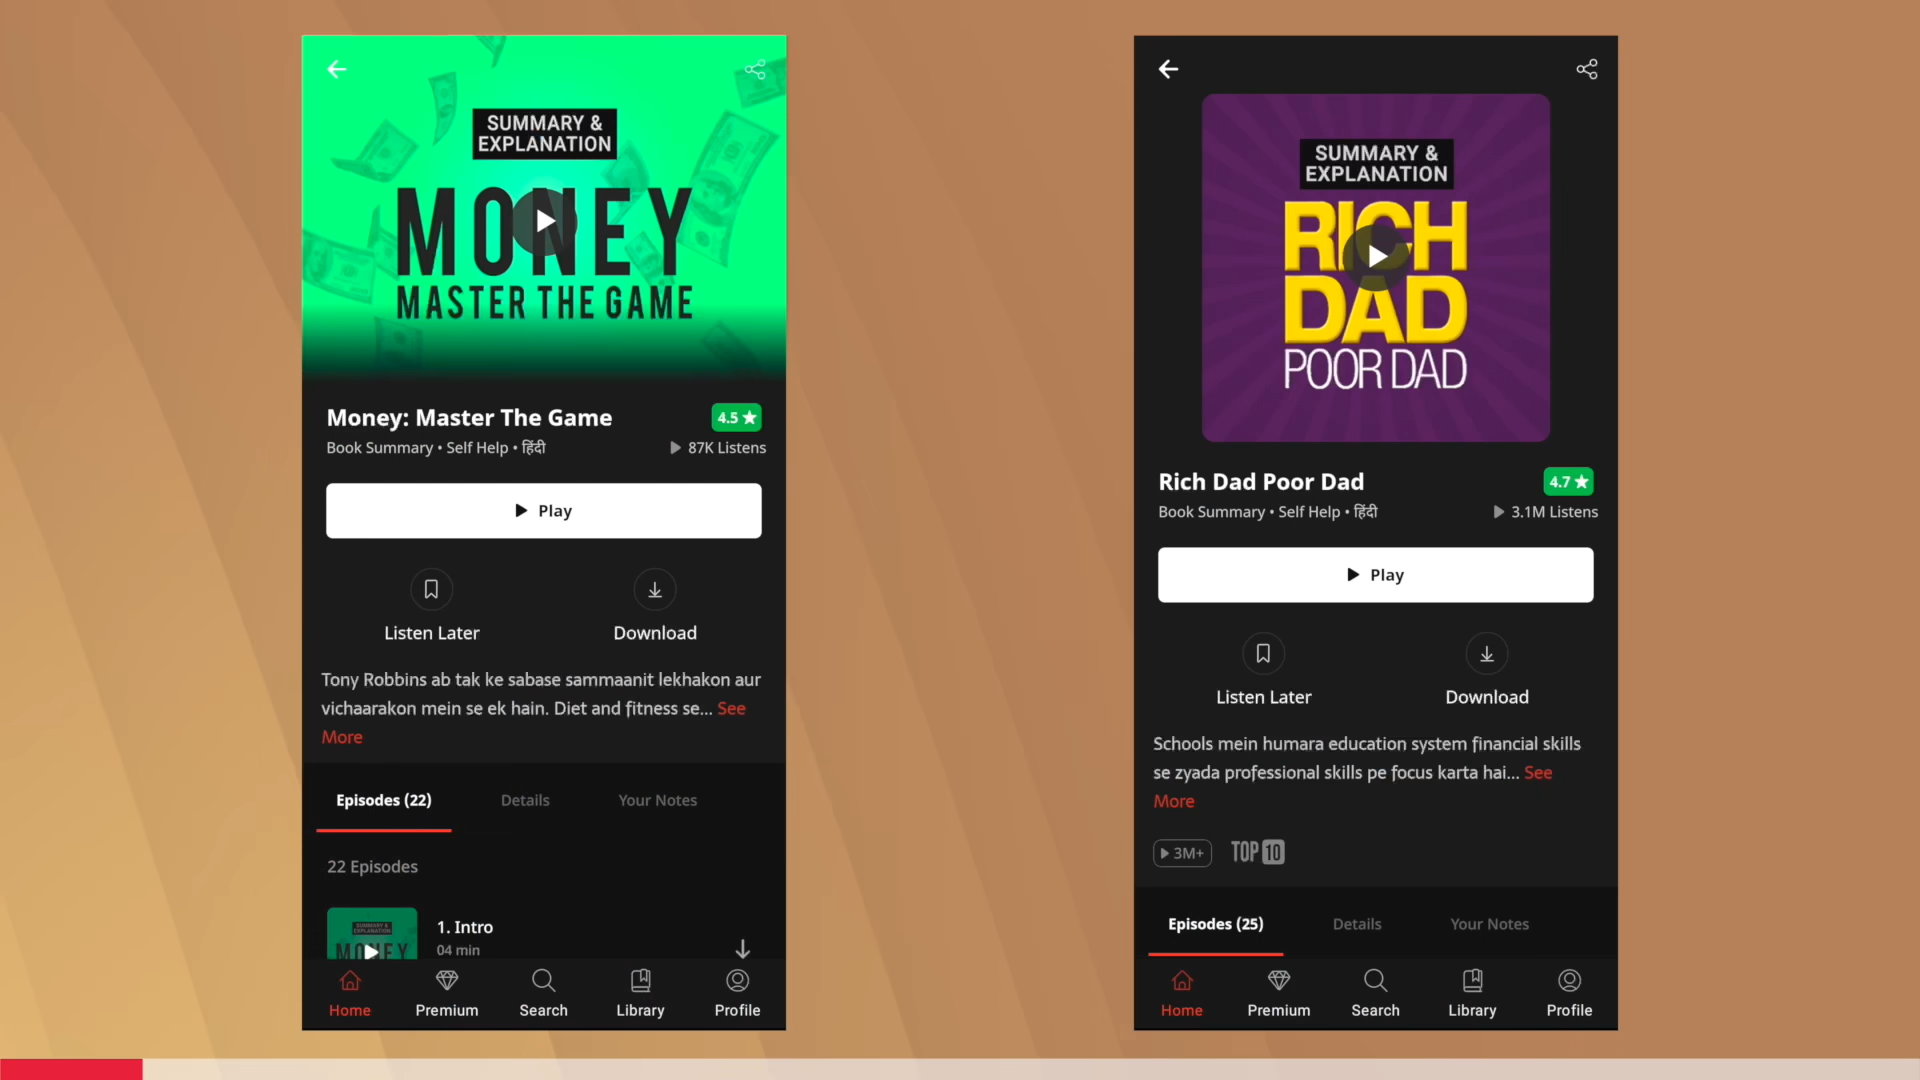 SUMMARY &
EXPLANATION
MONEY
MASTER THE GAME
Money: Master The Game
4.5
Book Summary • Self Help • हिंदी
87K Listens
Play
Listen Later
Download
Tony Robbins ab tak ke sabase sammaanit lekhakon aur
vichaarakon mein se ek hain. Diet and fitness se... See
More
Episodes (22)
Details
Your Notes
22 Episodes
SUMMARY &
EXPLANATION
MONEY
1. Intro
04 min
Home
Premium
Search
Library
Profile
SUMMARY &
EXPLANATION
RICH
DAD
POOR DAD
Rich Dad Poor Dad
4.7
Book Summary • Self Help • हिंदी
3.1M Listens
Play
Listen Later
Download
Schools mein humara education system financial skills
se zyada professional skills pe focus karta hai... See
More
3M+
TOP 10
Episodes (25)
Details
Your Notes
Home
Premium
Search
Library
Profile